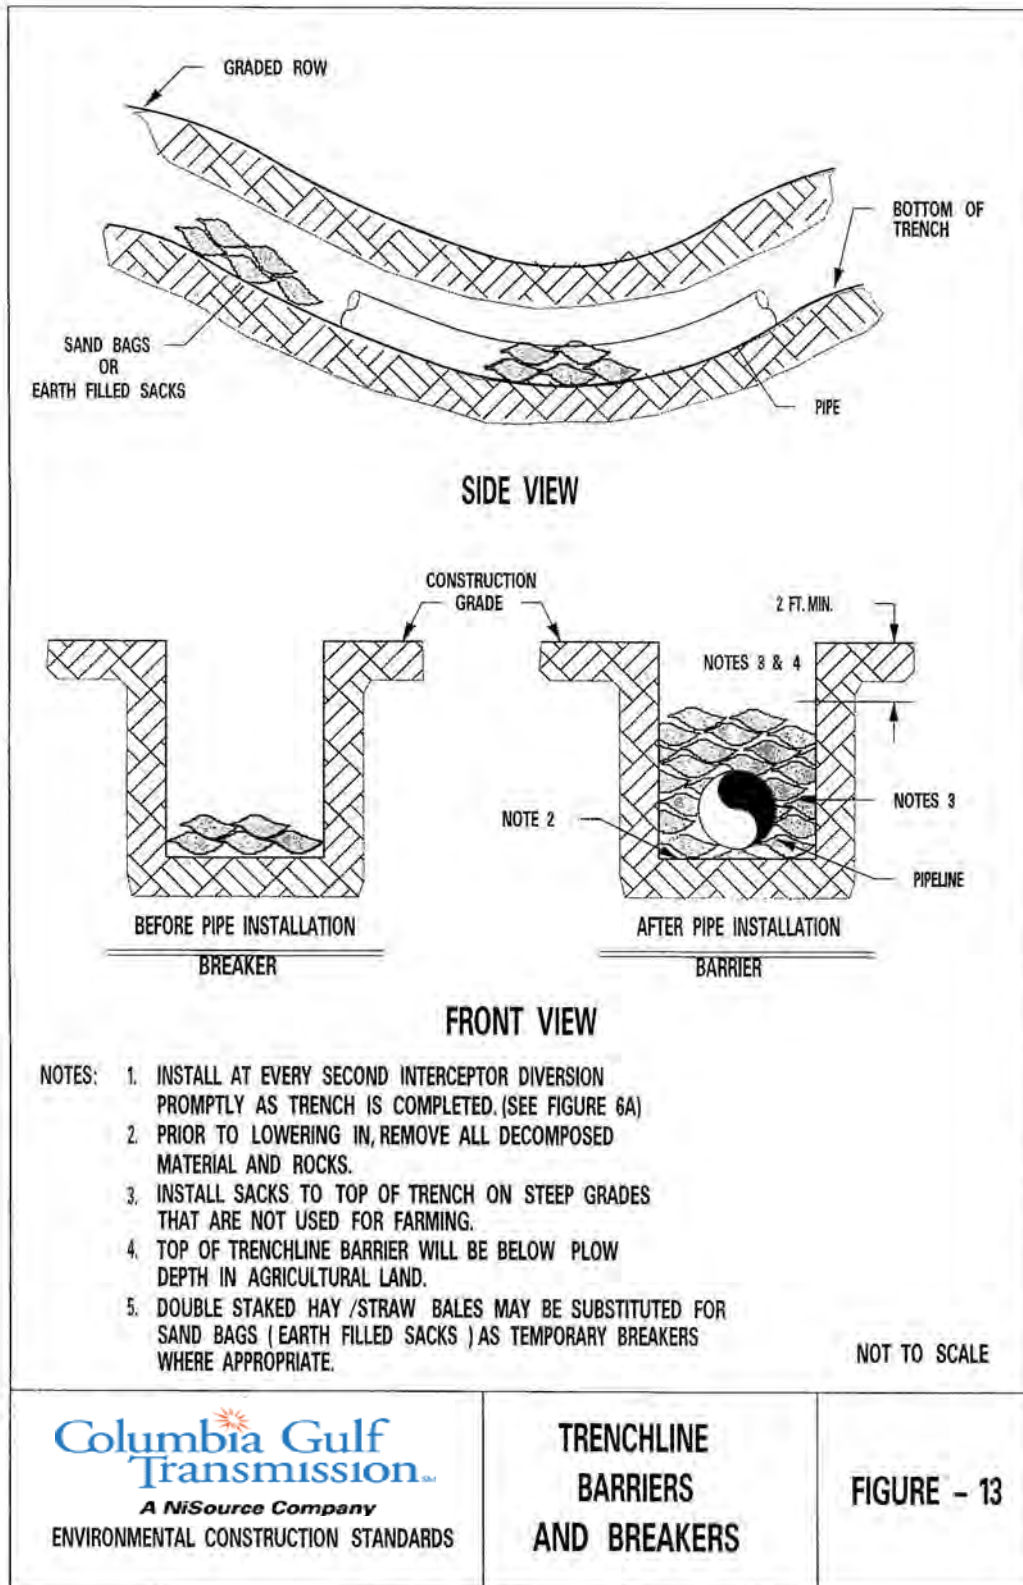 GRADED ROW
BOTTOM OF
TRENCH
SAND BAGS
OR
EARTH FILLED SACKS
PIPE
SIDE VIEW
CONSTRUCTION
GRADE
2 FT. MIN.
NOTES 3 & 4
NOTE 2
NOTES 3
PIPELINE
BEFORE PIPE INSTALLATION
BREAKER
AFTER PIPE INSTALLATION
BARRIER
FRONT VIEW
NOTES: 1. INSTALL AT EVERY SECOND INTERCEPTOR DIVERSION
PROMPTLY AS TRENCH IS COMPLETED. (SEE FIGURE 6A)
2. PRIOR TO LOWERING IN, REMOVE ALL DECOMPOSED
MATERIAL AND ROCKS.
3. INSTALL SACKS TO TOP OF TRENCH ON STEEP GRADES
THAT ARE NOT USED FOR FARMING.
4. TOP OF TRENCHLINE BARRIER WILL BE BELOW PLOW
DEPTH IN AGRICULTURAL LAND.
5. DOUBLE STAKED HAY /STRAW BALES MAY BE SUBSTITUTED FOR
SAND BAGS ( EARTH FILLED SACKS ) AS TEMPORARY BREAKERS
WHERE APPROPRIATE.
NOT TO SCALE
Columbia Gulf
Transmission℠
A NiSource Company
ENVIRONMENTAL CONSTRUCTION STANDARDS
TRENCHLINE
BARRIERS
AND BREAKERS
FIGURE - 13